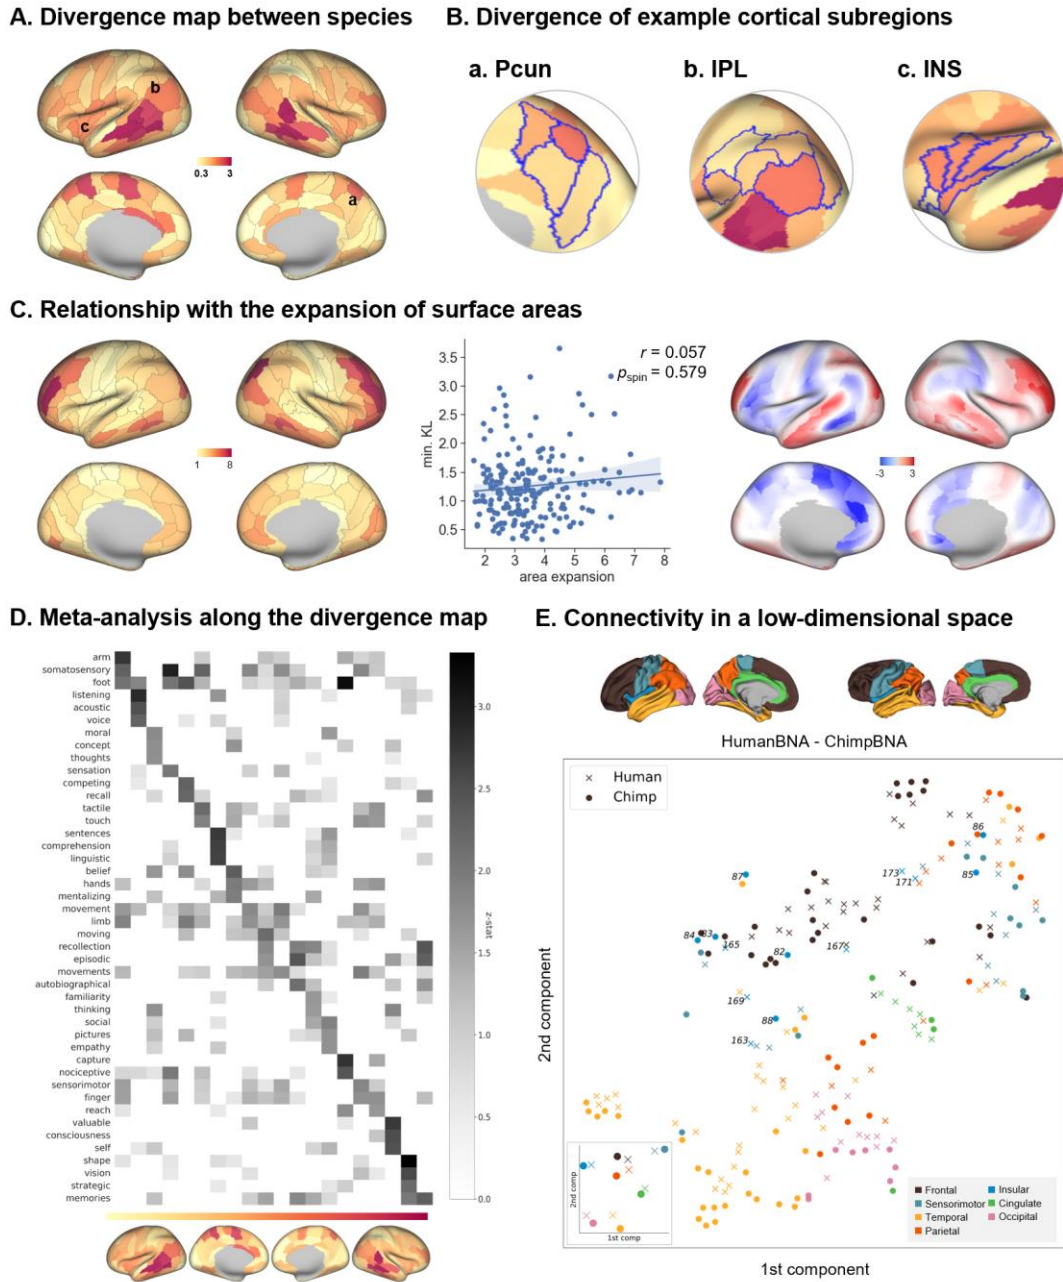 A. Divergence map between species
b
c
0.3 3
a
B. Divergence of example cortical subregions
a. Pcun
b. IPL
c. INS
C. Relationship with the expansion of surface areas
1 8
r = 0.057
pspin = 0.579
min. KL
3.5
3.0
2.5
2.0
1.5
1.0
0.5
2 3 4 5 6 7 8
area expansion
-3 3
D. Meta-analysis along the divergence map
arm
somatosensory
foot
listening
acoustic
voice
moral
concept
thoughts
sensation
competing
recall
tactile
touch
sentences
comprehension
linguistic
belief
hands
mentalizing
movement
limb
moving
recollection
episodic
movements
autobiographical
familiarity
thinking
social
pictures
empathy
capture
nociceptive
sensorimotor
finger
reach
valuable
consciousness
self
shape
vision
strategic
memories
3.0
2.5
2.0
1.5
1.0
0.5
0.0
z-stat
E. Connectivity in a low-dimensional space
HumanBNA - ChimpBNA
Human
Chimp
86
173
171
85
87
84
83
165
82
167
169
88
163
2nd component
2nd comp
1st comp
Frontal
Sensorimotor
Temporal
Parietal
Insular
Cingulate
Occipital
1st component